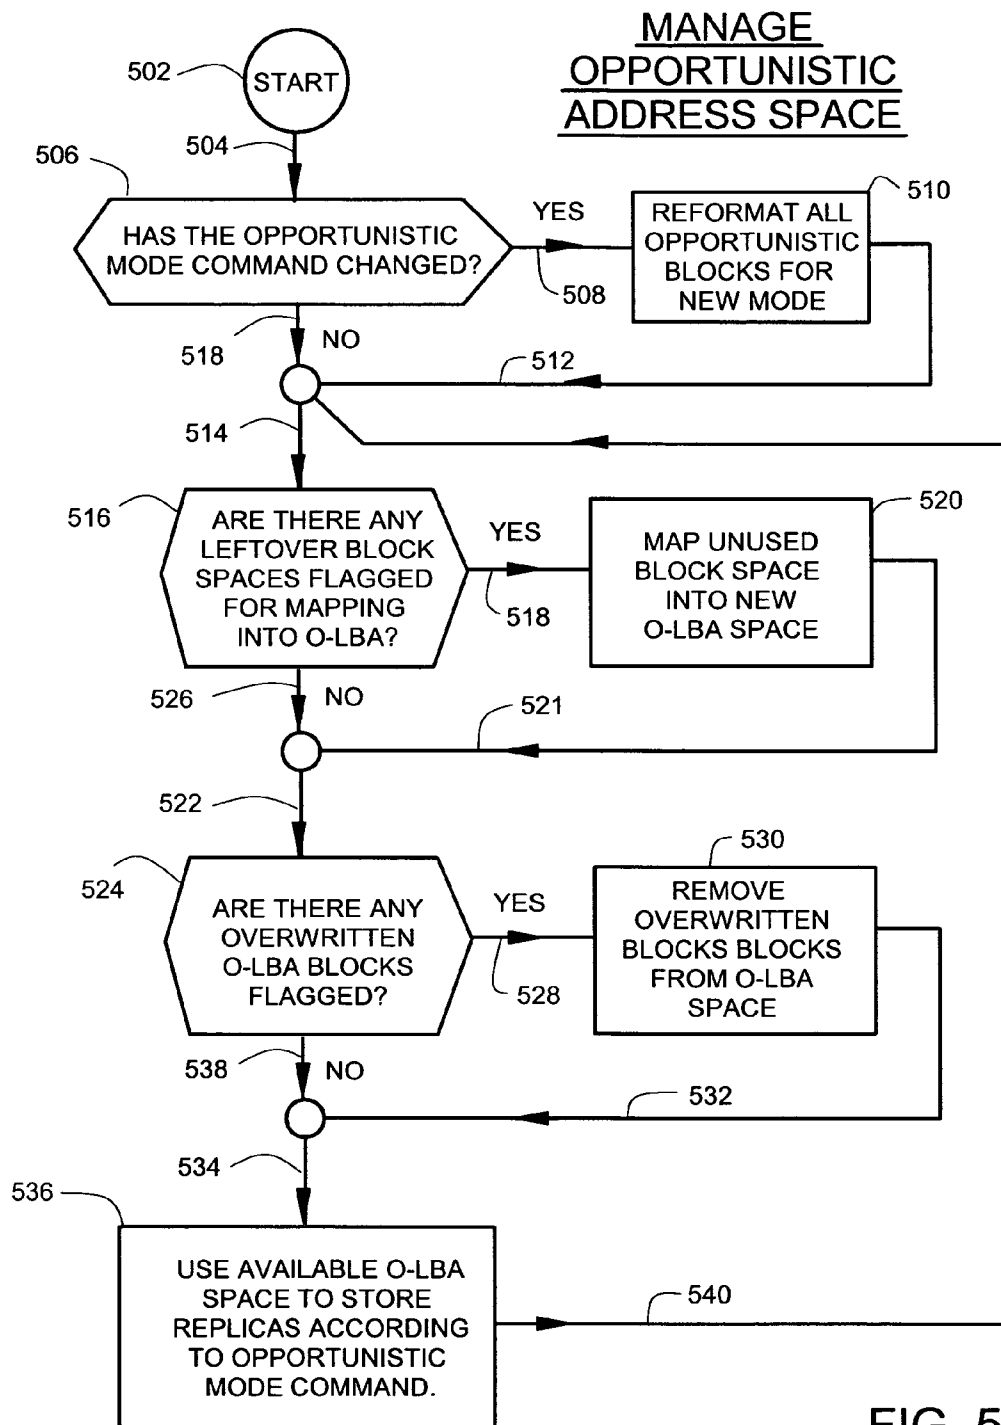 MANAGE
OPPORTUNISTIC
ADDRESS SPACE
502
START
504
506
HAS THE OPPORTUNISTIC
MODE COMMAND CHANGED?
YES
508
510
REFORMAT ALL
OPPORTUNISTIC
BLOCKS FOR
NEW MODE
518
NO
512
514
516
ARE THERE ANY
LEFTOVER BLOCK
SPACES FLAGGED
FOR MAPPING
INTO O-LBA?
YES
518
520
MAP UNUSED
BLOCK SPACE
INTO NEW
O-LBA SPACE
526
NO
521
522
524
ARE THERE ANY
OVERWRITTEN
O-LBA BLOCKS
FLAGGED?
YES
528
530
REMOVE
OVERWRITTEN
BLOCKS BLOCKS
FROM O-LBA
SPACE
538
NO
532
534
536
USE AVAILABLE O-LBA
SPACE TO STORE
REPLICAS ACCORDING
TO OPPORTUNISTIC
MODE COMMAND.
540
FIG. 5